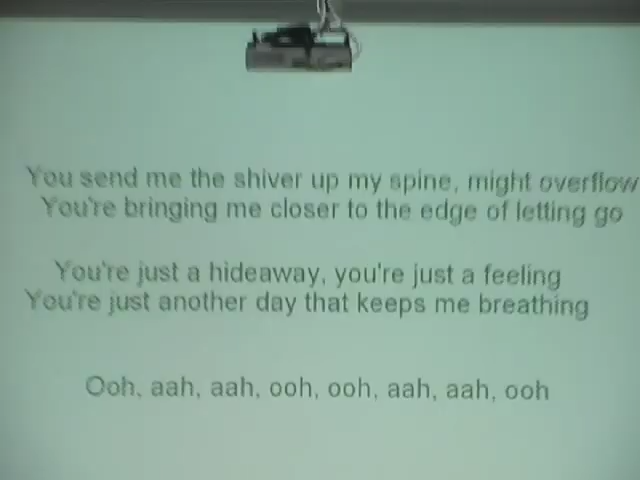 You send me the shiver up my spine, might overflow
You're bringing me closer to the edge of letting go
You're just a hideaway, you're just a feeling
You're just another day that keeps me breathing
Ooh, aah, aah, ooh, ooh, aah, aah, ooh